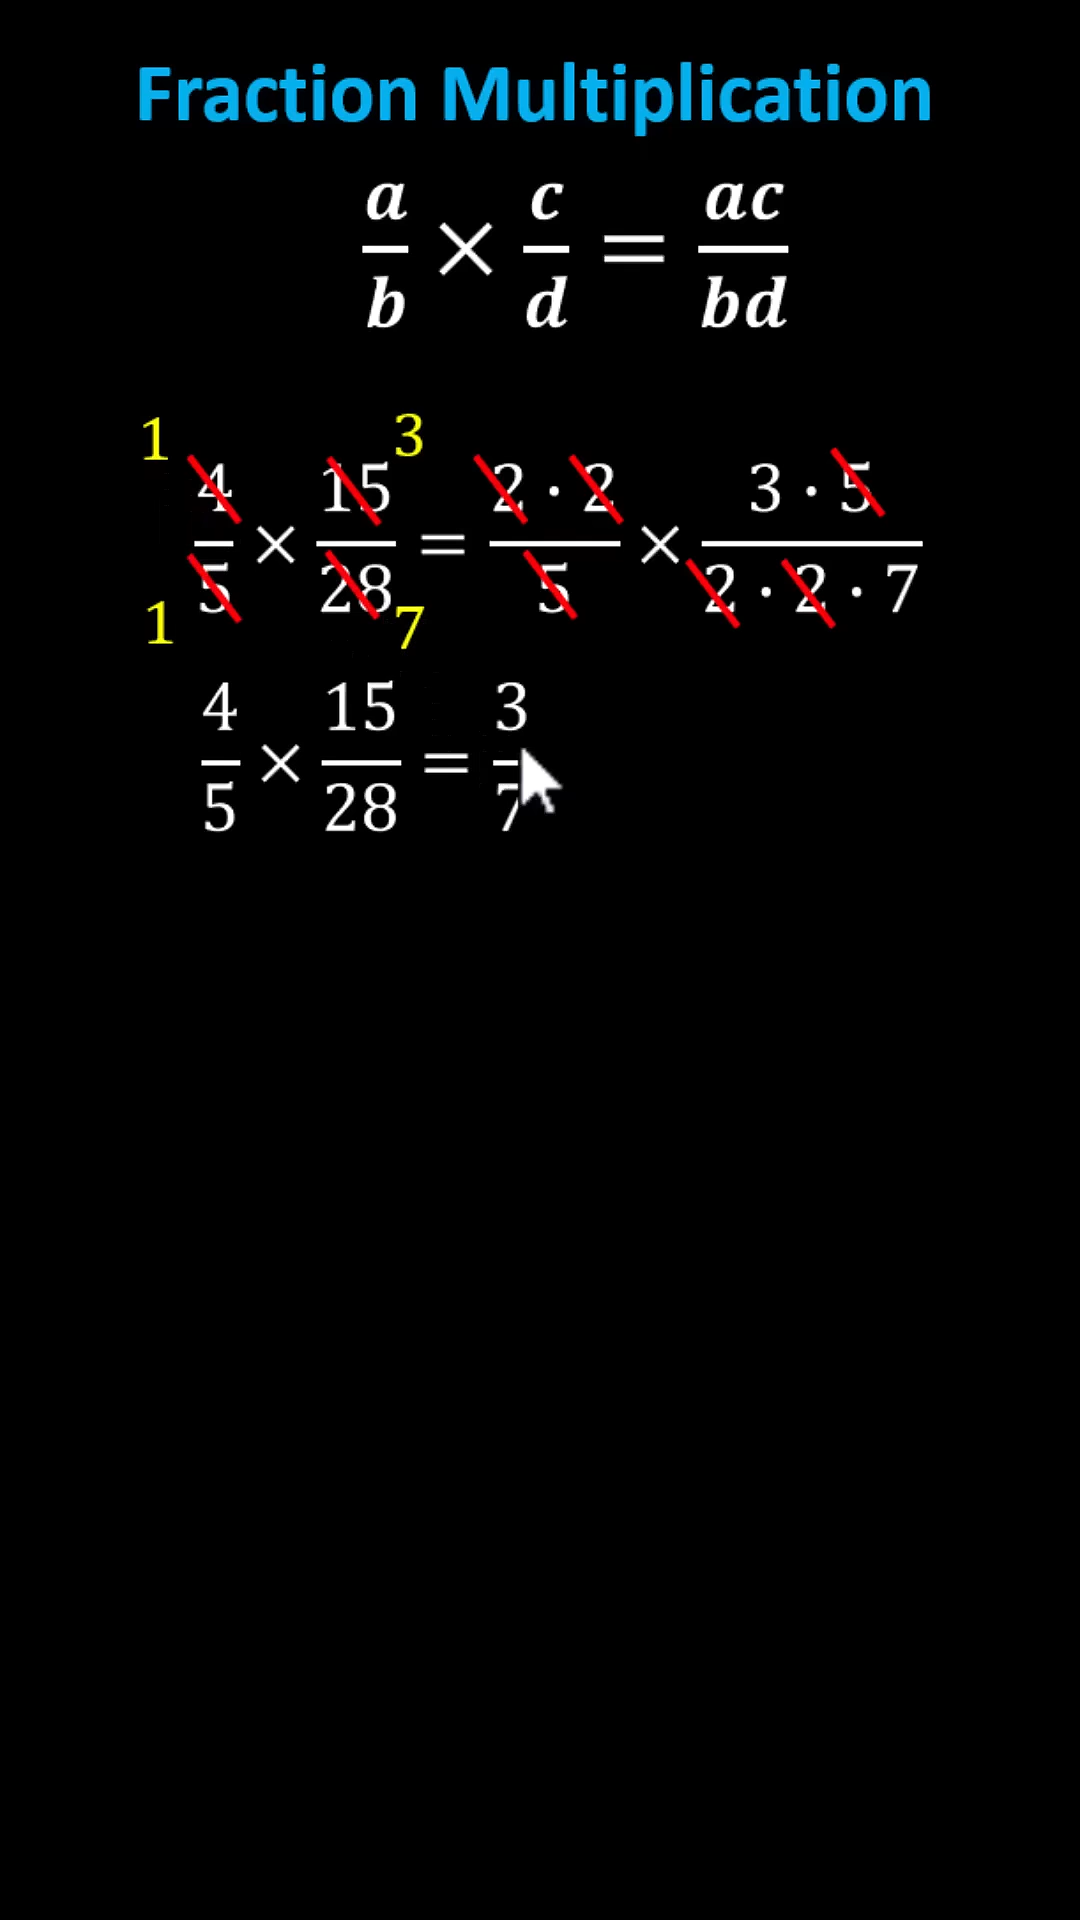 Fraction Multiplication
a/b × c/d = ac/bd
1 4/5 × 15/28 3 = 2 · 2/5 × 3 · 5/2 · 2 · 7
1 7
4/5 × 15/28 = 3/7